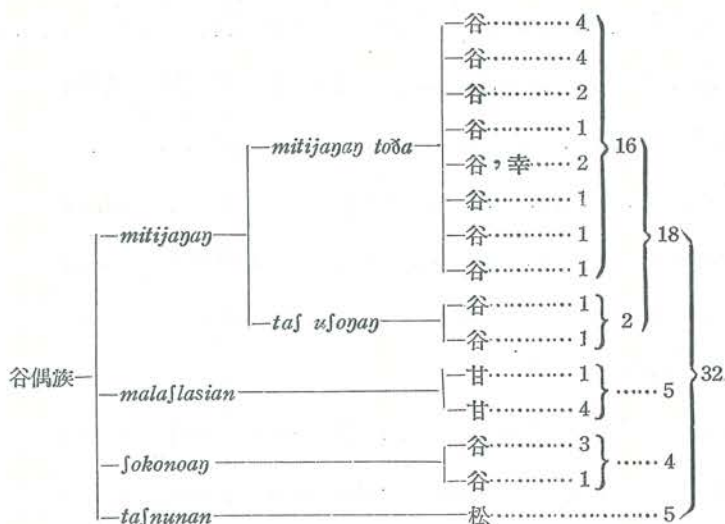 谷…………4
谷…………4
谷…………2
谷…………1
mitijaŋaŋ toða 谷，幸……2 16
谷…………1
谷…………1 18
mitijaŋaŋ
谷…………1
谷…………1
taʃ uʃoŋaŋ 2
谷…………1
谷偶族 甘…………1 32
malaʃlasian ……5
甘…………4
谷…………3
ʃokonoaŋ ……4
谷…………1
taʃnunan 松…………………5